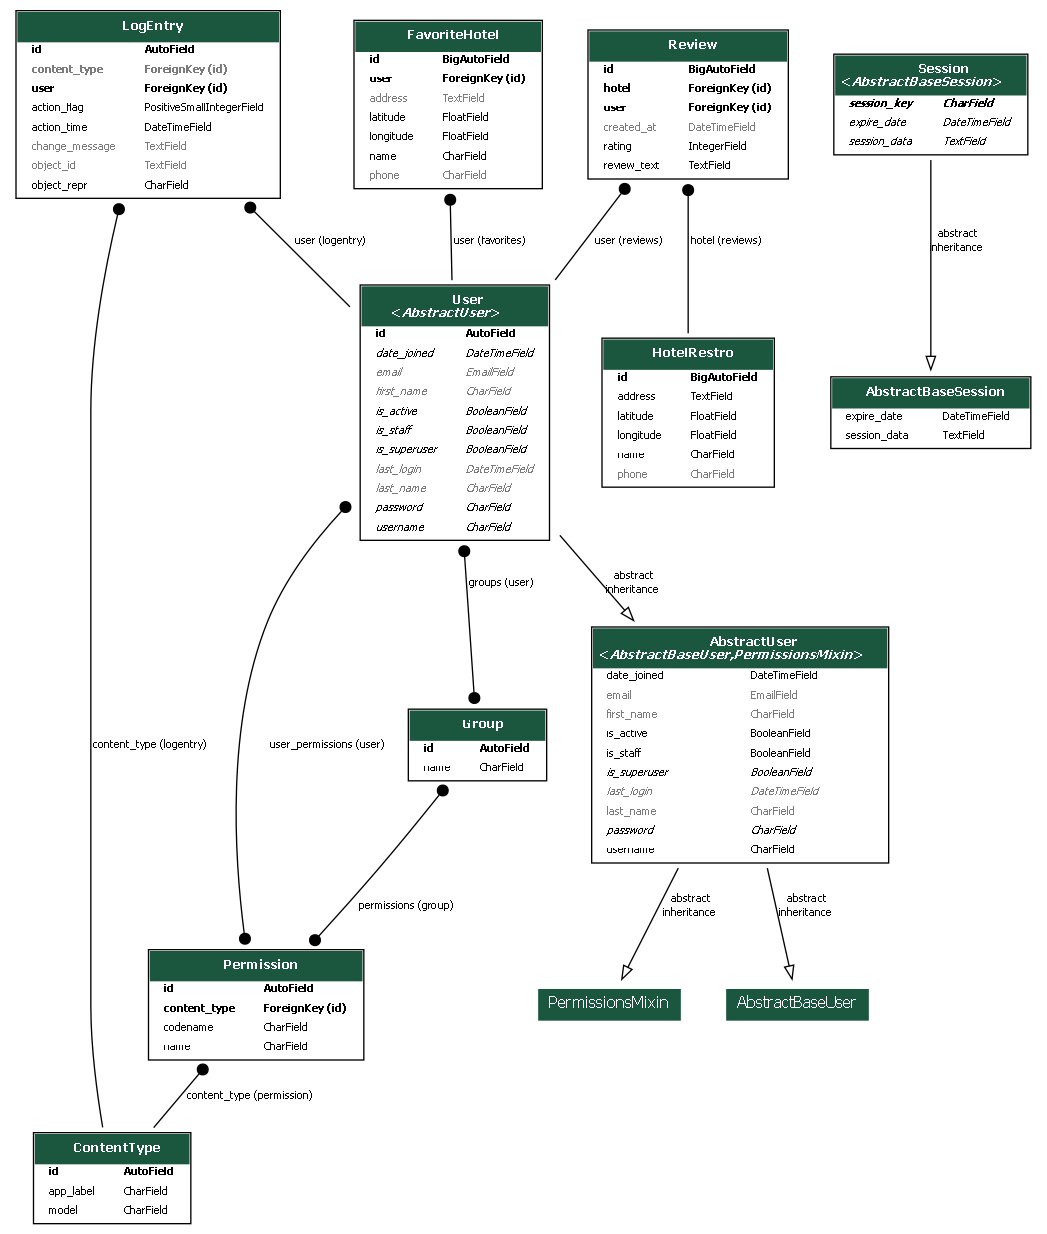 LogEntry
id AutoField
content_type ForeignKey (id)
user ForeignKey (id)
action_flag PositiveSmallIntegerField
action_time DateTimeField
change_message TextField
object_id TextField
object_repr CharField
FavoriteHotel
id BigAutoField
user ForeignKey (id)
address TextField
latitude FloatField
longitude FloatField
name CharField
phone CharField
Review
id BigAutoField
hotel ForeignKey (id)
user ForeignKey (id)
created_at DateTimeField
rating IntegerField
review_text TextField
Session
<AbstractBaseSession>
session_key CharField
expire_date DateTimeField
session_data TextField
user (logentry)
user (favorites)
user (reviews)
hotel (reviews)
abstract
inheritance
User
<AbstractUser>
id AutoField
date_joined DateTimeField
email EmailField
first_name CharField
is_active BooleanField
is_staff BooleanField
is_superuser BooleanField
last_login DateTimeField
last_name CharField
password CharField
username CharField
HotelRestro
id BigAutoField
address TextField
latitude FloatField
longitude FloatField
name CharField
phone CharField
AbstractBaseSession
expire_date DateTimeField
session_data TextField
groups (user)
abstract
inheritance
AbstractUser
<AbstractBaseUser,PermissionsMixin>
date_joined DateTimeField
email EmailField
first_name CharField
is_active BooleanField
is_staff BooleanField
is_superuser BooleanField
last_login DateTimeField
last_name CharField
password CharField
username CharField
Group
id AutoField
name CharField
content_type (logentry)
user_permissions (user)
permissions (group)
abstract
inheritance
abstract
inheritance
Permission
id AutoField
content_type ForeignKey (id)
codename CharField
name CharField
PermissionsMixin
AbstractBaseUser
content_type (permission)
ContentType
id AutoField
app_label CharField
model CharField